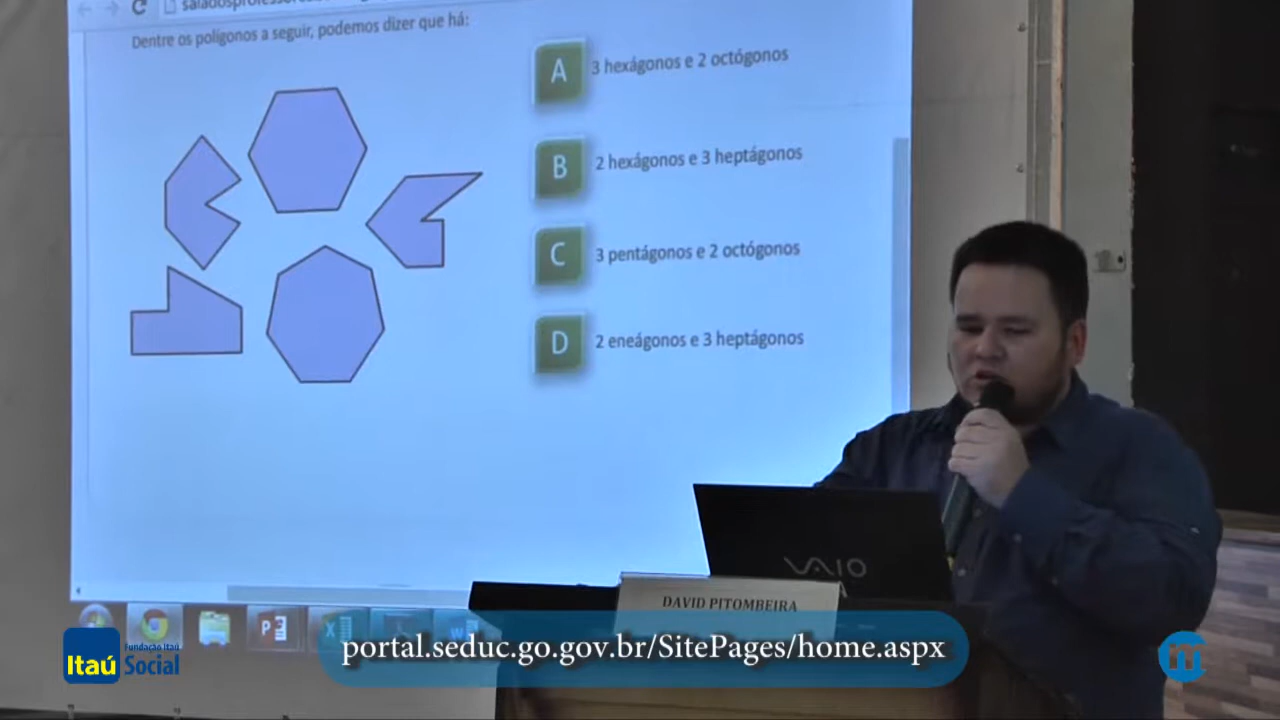 Dentre os polígonos a seguir, podemos dizer que há:
A 3 hexágonos e 2 octógonos
B 2 hexágonos e 3 heptágonos
C 3 pentágonos e 2 octógonos
D 2 eneágonos e 3 heptágonos
VAIO
DAVID PITOMBEIRA
portal.seduc.go.gov.br/SitePages/home.aspx
Itaú
Fundação Itaú
Social